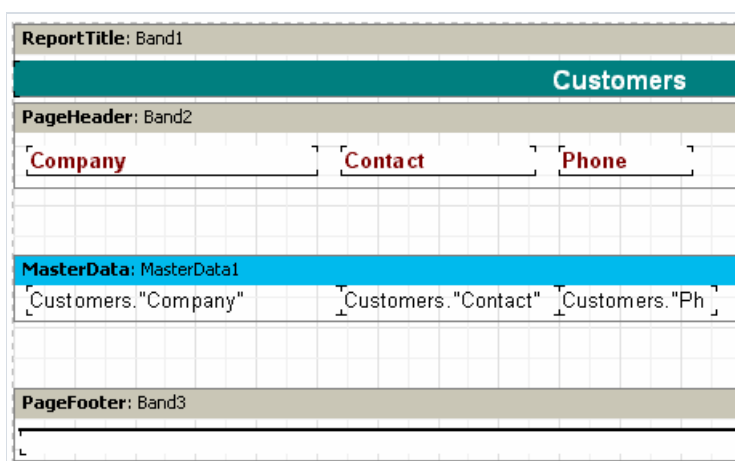 ReportTitle: Band1
Customers
PageHeader: Band2
Company Contact Phone
MasterData: MasterData1
Customers."Company" Customers."Contact" Customers."Ph
PageFooter: Band3